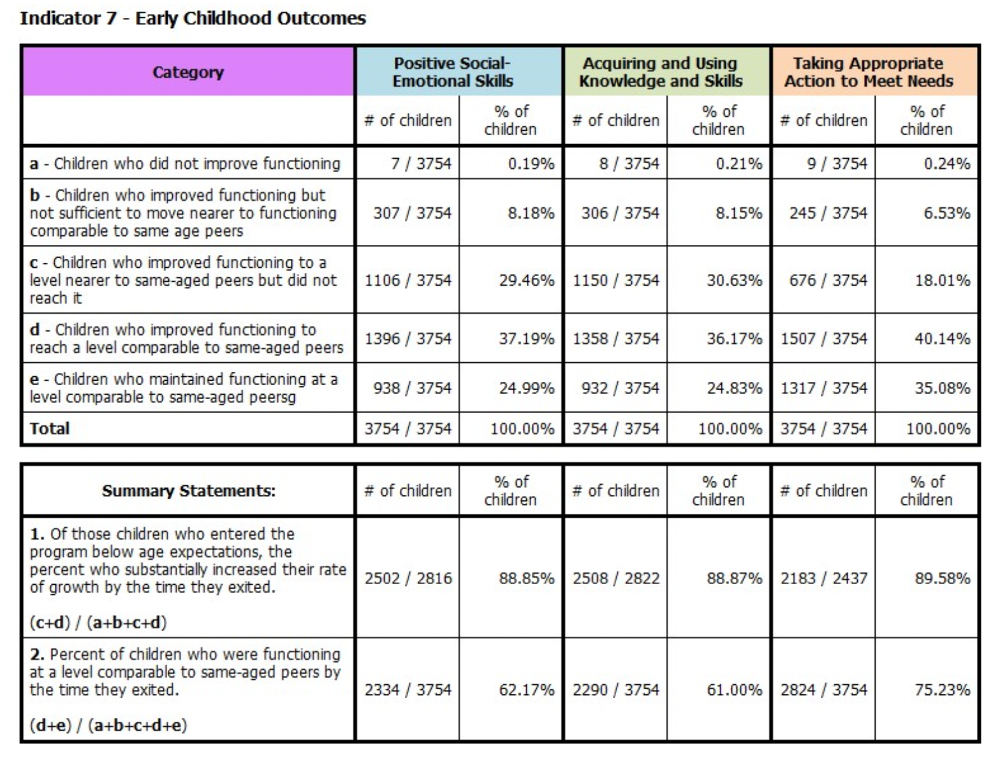 Indicator 7 - Early Childhood Outcomes
Category
Positive Social-
Emotional Skills
Acquiring and Using
Knowledge and Skills
Taking Appropriate
Action to Meet Needs
# of children
% of
children
# of children
% of
children
# of children
% of
children
a - Children who did not improve functioning
7 / 3754
0.19%
8 / 3754
0.21%
9 / 3754
0.24%
b - Children who improved functioning but
not sufficient to move nearer to functioning
comparable to same age peers
307 / 3754
8.18%
306 / 3754
8.15%
245 / 3754
6.53%
c - Children who improved functioning to a
level nearer to same-aged peers but did not
reach it
1106 / 3754
29.46%
1150 / 3754
30.63%
676 / 3754
18.01%
d - Children who improved functioning to
reach a level comparable to same-aged peers
1396 / 3754
37.19%
1358 / 3754
36.17%
1507 / 3754
40.14%
e - Children who maintained functioning at a
level comparable to same-aged peersg
938 / 3754
24.99%
932 / 3754
24.83%
1317 / 3754
35.08%
Total
3754 / 3754
100.00%
3754 / 3754
100.00%
3754 / 3754
100.00%
Summary Statements:
# of children
% of
children
# of children
% of
children
# of children
% of
children
1. Of those children who entered the
program below age expectations, the
percent who substantially increased their rate
of growth by the time they exited.
(c+d) / (a+b+c+d)
2502 / 2816
88.85%
2508 / 2822
88.87%
2183 / 2437
89.58%
2. Percent of children who were functioning
at a level comparable to same-aged peers by
the time they exited.
(d+e) / (a+b+c+d+e)
2334 / 3754
62.17%
2290 / 3754
61.00%
2824 / 3754
75.23%